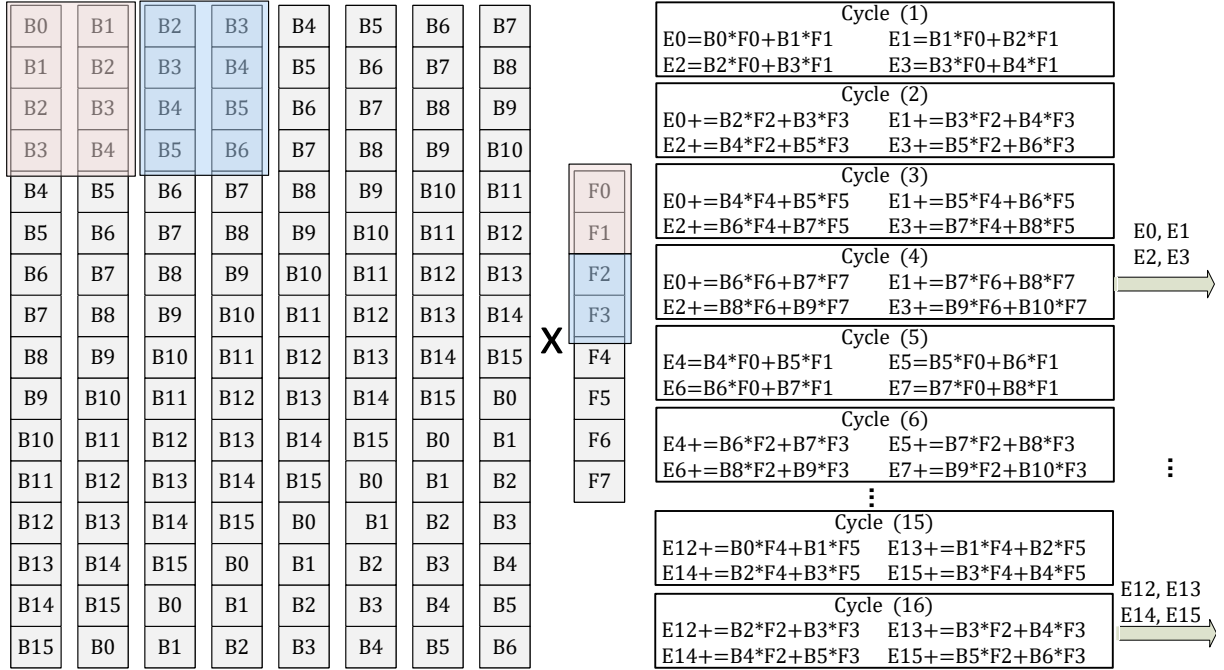 B0 B1 B2 B3 B4 B5 B6 B7
B1 B2 B3 B4 B5 B6 B7 B8
B2 B3 B4 B5 B6 B7 B8 B9
B3 B4 B5 B6 B7 B8 B9 B10
B4 B5 B6 B7 B8 B9 B10 B11
B5 B6 B7 B8 B9 B10 B11 B12
B6 B7 B8 B9 B10 B11 B12 B13
B7 B8 B9 B10 B11 B12 B13 B14
B8 B9 B10 B11 B12 B13 B14 B15
B9 B10 B11 B12 B13 B14 B15 B0
B10 B11 B12 B13 B14 B15 B0 B1
B11 B12 B13 B14 B15 B0 B1 B2
B12 B13 B14 B15 B0 B1 B2 B3
B13 B14 B15 B0 B1 B2 B3 B4
B14 B15 B0 B1 B2 B3 B4 B5
B15 B0 B1 B2 B3 B4 B5 B6
X
F0
F1
F2
F3
F4
F5
F6
F7
Cycle (1)
E0=B0*F0+B1*F1 E1=B1*F0+B2*F1
E2=B2*F0+B3*F1 E3=B3*F0+B4*F1
Cycle (2)
E0+=B2*F2+B3*F3 E1+=B3*F2+B4*F3
E2+=B4*F2+B5*F3 E3+=B5*F2+B6*F3
Cycle (3)
E0+=B4*F4+B5*F5 E1+=B5*F4+B6*F5
E2+=B6*F4+B7*F5 E3+=B7*F4+B8*F5
Cycle (4)
E0+=B6*F6+B7*F7 E1+=B7*F6+B8*F7
E2+=B8*F6+B9*F7 E3+=B9*F6+B10*F7
E0, E1
E2, E3
Cycle (5)
E4=B4*F0+B5*F1 E5=B5*F0+B6*F1
E6=B6*F0+B7*F1 E7=B7*F0+B8*F1
Cycle (6)
E4+=B6*F2+B7*F3 E5+=B7*F2+B8*F3
E6+=B8*F2+B9*F3 E7+=B9*F2+B10*F3
⋮
⋮
Cycle (15)
E12+=B0*F4+B1*F5 E13+=B1*F4+B2*F5
E14+=B2*F4+B3*F5 E15+=B3*F4+B4*F5
Cycle (16)
E12+=B2*F2+B3*F3 E13+=B3*F2+B4*F3
E14+=B4*F2+B5*F3 E15+=B5*F2+B6*F3
E12, E13
E14, E15